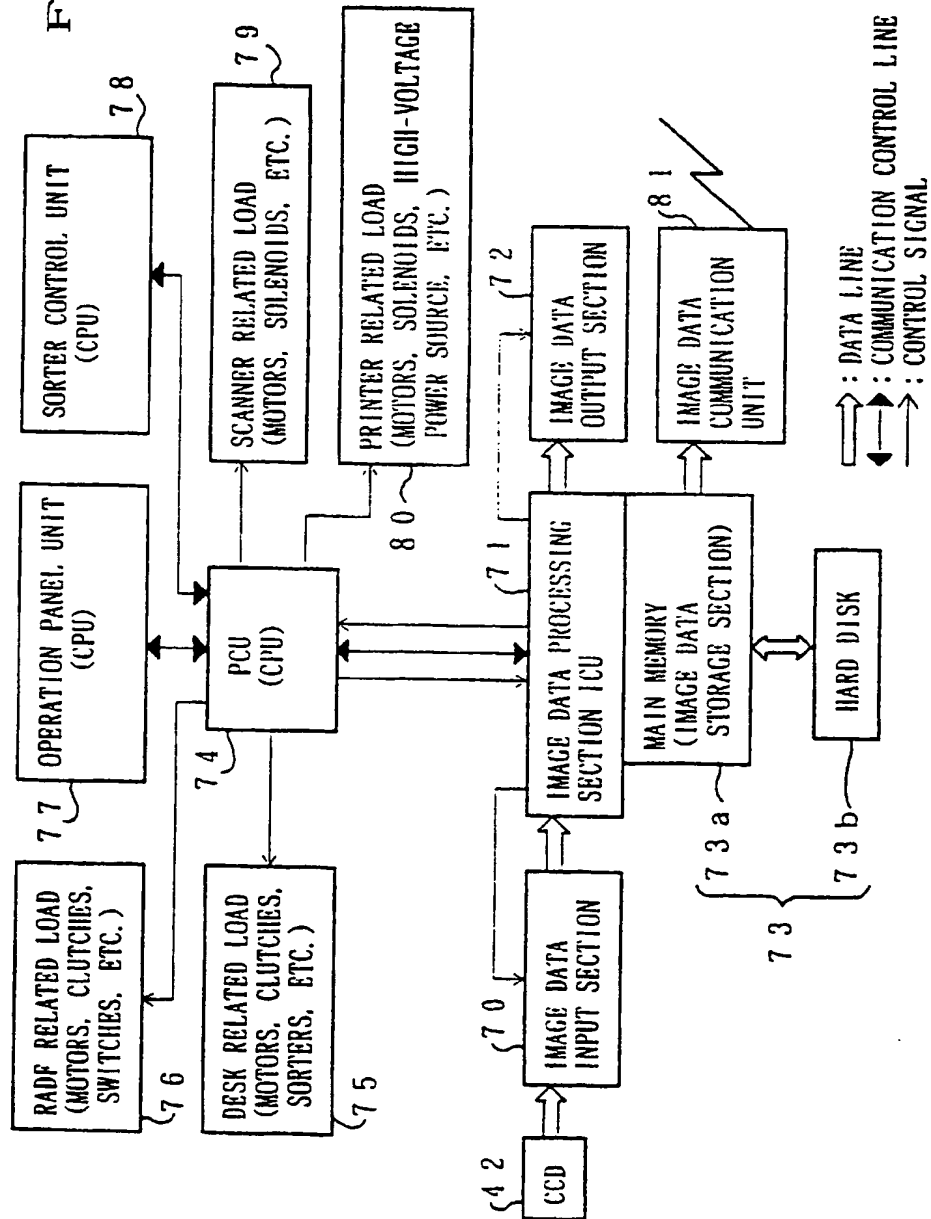 F
RADF RELATED LOAD
(MOTORS, CLUTCHES,
SWITCHES, ETC.)
76
OPERATION PANEL UNIT
(CPU)
77
SORTER CONTROL UNIT
(CPU)
78
DESK RELATED LOAD
(MOTORS, CLUTCHES,
SORTERS, ETC.)
75
PCU
(CPU)
74
SCANNER RELATED LOAD
(MOTORS, SOLENOIDS, ETC.)
79
PRINTER RELATED LOAD
(MOTORS, SOLENOIDS, HIGH-VOLTAGE
POWER SOURCE, ETC.)
80
42
CCD
70
IMAGE DATA
INPUT SECTION
71
IMAGE DATA PROCESSING
SECTION ICU
72
IMAGE DATA
OUTPUT SECTION
MAIN MEMORY
(IMAGE DATA
STORAGE SECTION)
73a
81
IMAGE DATA
COMMUNICATION
UNIT
73
73b
HARD DISK
: DATA LINE
: COMMUNICATION CONTROL LINE
: CONTROL SIGNAL